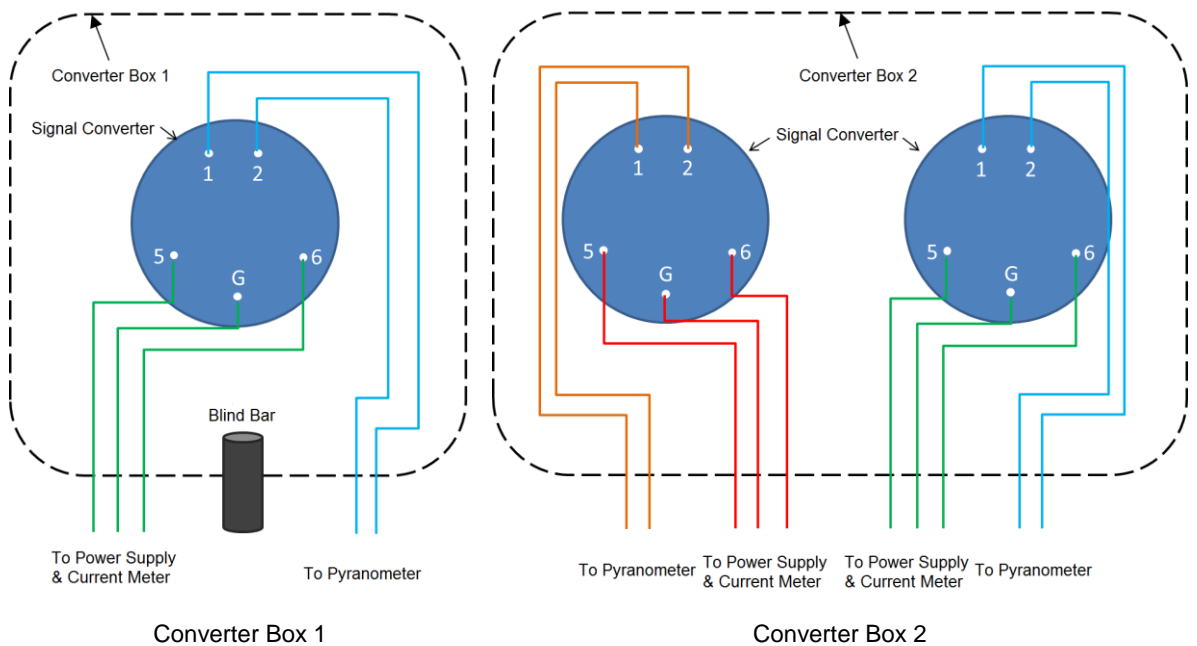 Converter Box 1
Signal Converter
1
2
5
G
6
Blind Bar
To Power Supply
& Current Meter
To Pyranometer
Converter Box 1
Converter Box 2
Signal Converter
1
2
5
G
6
1
2
5
G
6
To Pyranometer
To Power Supply
& Current Meter
To Power Supply
& Current Meter
To Pyranometer
Converter Box 2